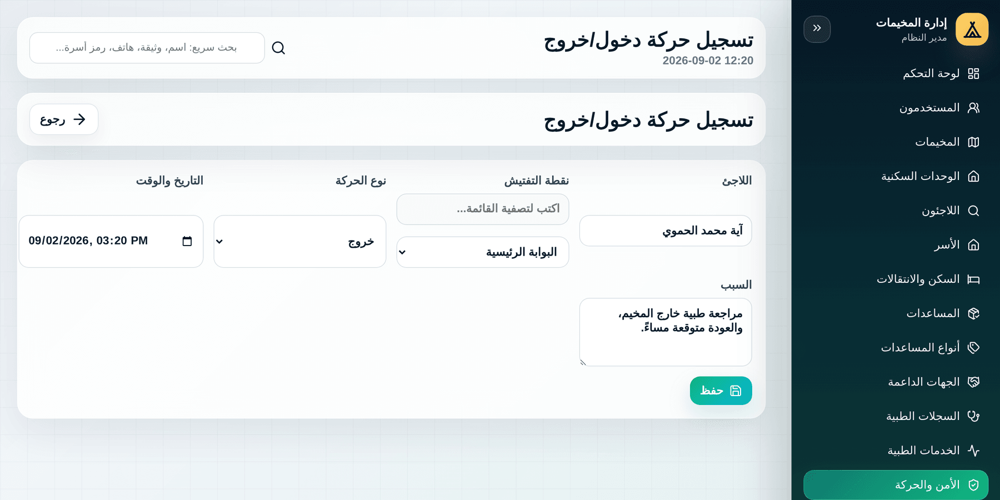 إدارة المخيمات
مدير النظام
لوحة التحكم
المستخدمون
المخيمات
الوحدات السكنية
اللاجئون
الأسر
السكن والانتقالات
المساعدات
أنواع المساعدات
الجهات الداعمة
السجلات الطبية
الخدمات الطبية
الأمن والحركة
تسجيل حركة دخول/خروج
2026-09-02 12:20
بحث سريع: اسم، وثيقة، هاتف، رمز أسرة...
تسجيل حركة دخول/خروج
رجوع
اللاجئ
آية محمد الحموي
نقطة التفتيش
اكتب لتصفية القائمة...
البوابة الرئيسية
نوع الحركة
خروج
التاريخ والوقت
09/02/2026, 03:20 PM
السبب
مراجعة طبية خارج المخيم،
والعودة متوقعة مساءً.
حفظ